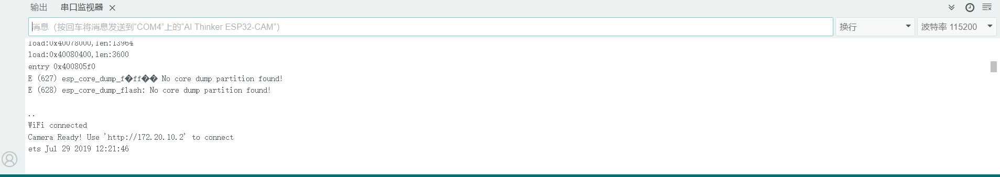 输出 串口监视器
消息（按回车将消息发送到“COM4”上的“AI Thinker ESP32-CAM”）
换行
波特率 115200
load:0x40078000,len:13964
load:0x40080400,len:3600
entry 0x400805f0
E (627) esp_core_dump_f�ff�� No core dump partition found!
E (628) esp_core_dump_flash: No core dump partition found!
..
WiFi connected
Camera Ready! Use 'http://172.20.10.2' to connect
ets Jul 29 2019 12:21:46